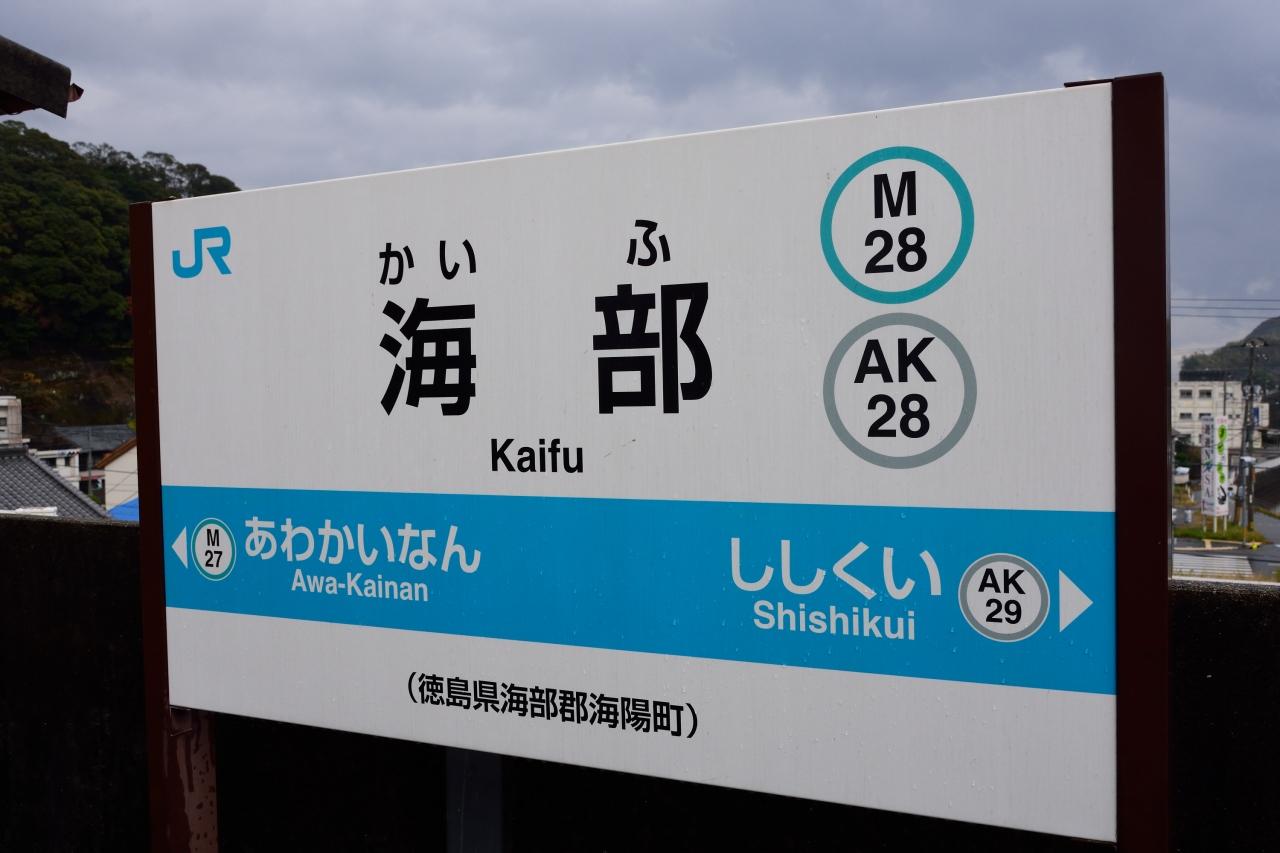 JR
かいふ
海部
Kaifu
M
28
AK
28
M
27
あわかいなん
Awa-Kainan
ししくい
Shishikui
AK
29
(徳島県海部郡海陽町)